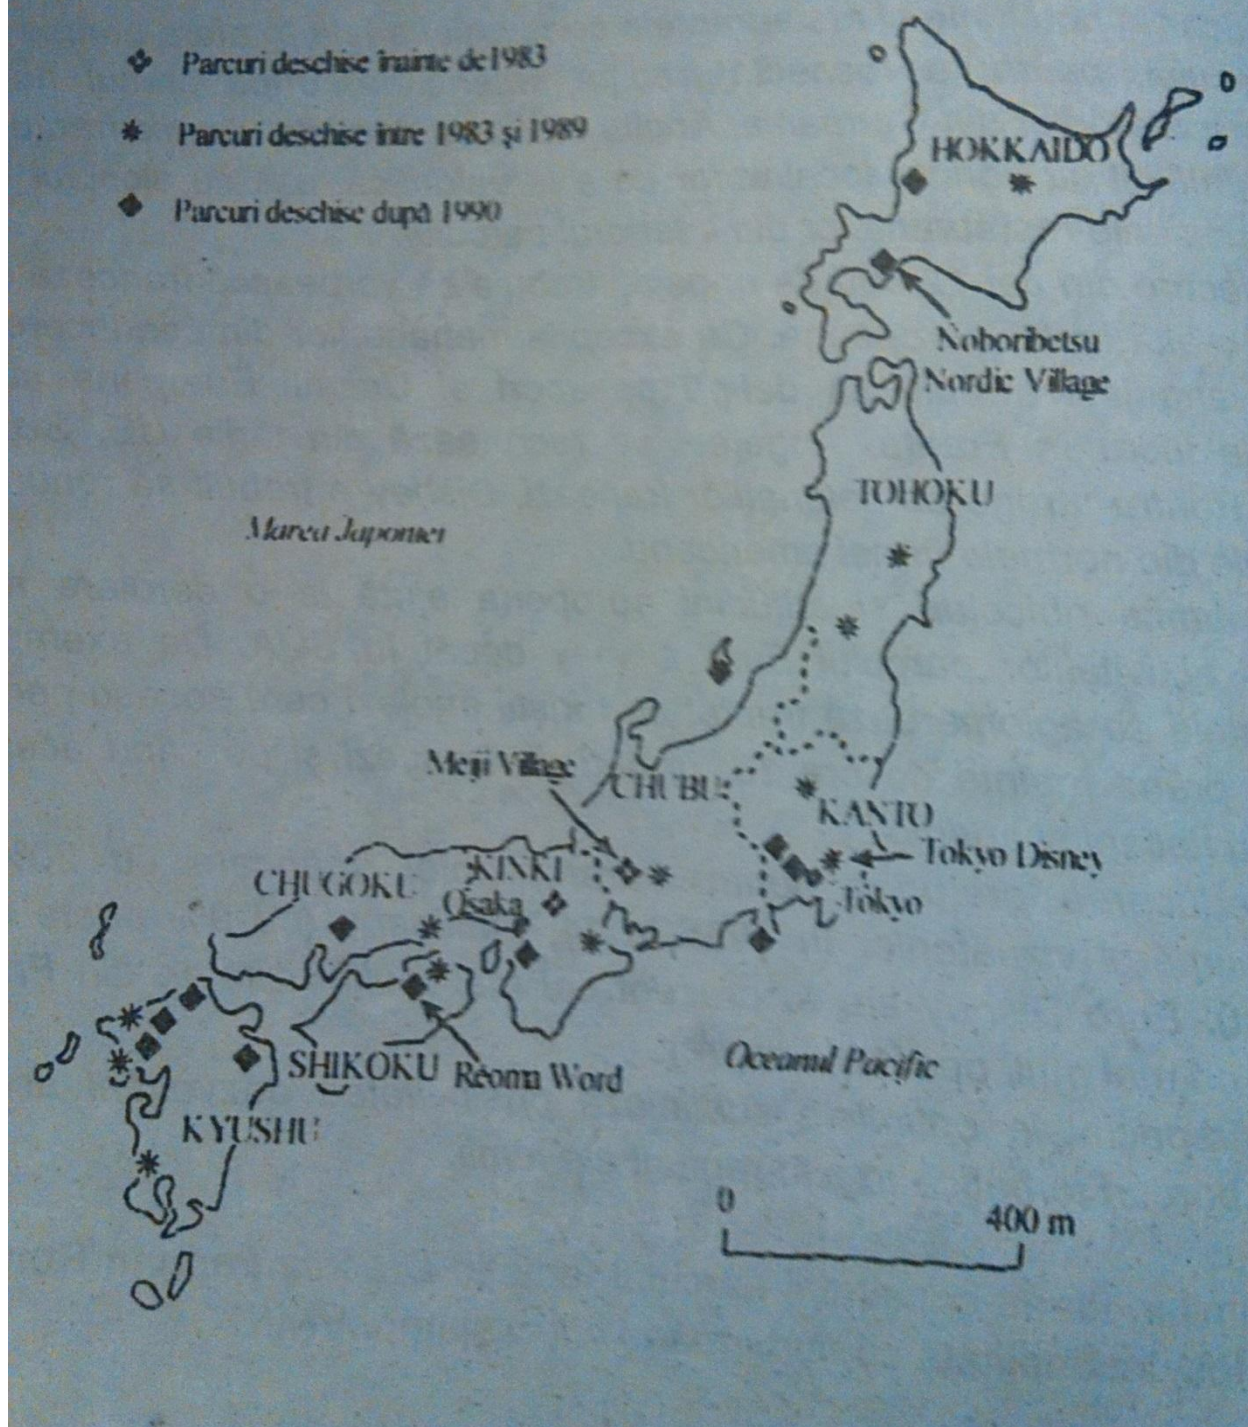 Parcuri deschise înainte de1983
Parcuri deschise între 1983 şi 1989
Parcuri deschise după 1990
HOKKAIDO
Noboribetsu
Nordic Village
TOHOKU
Marea Japoniei
Meiji Village
CHUBU
KANTO
Tokyo Disney
KINKI
CHUGOKU
Osaka
Tokyo
SHIKOKU
Reoma Word
Oceanul Pacific
KYUSHU
0
400 m